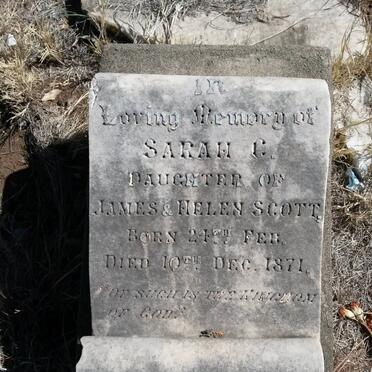 In
Loving Memory of
SARAH C.
DAUGHTER OF
JAMES & HELEN SCOTT,
BORN 24TH FEB.
DIED 10TH DEC. 1871.
"OF SUCH IS THE KINGDOM
OF GOD."